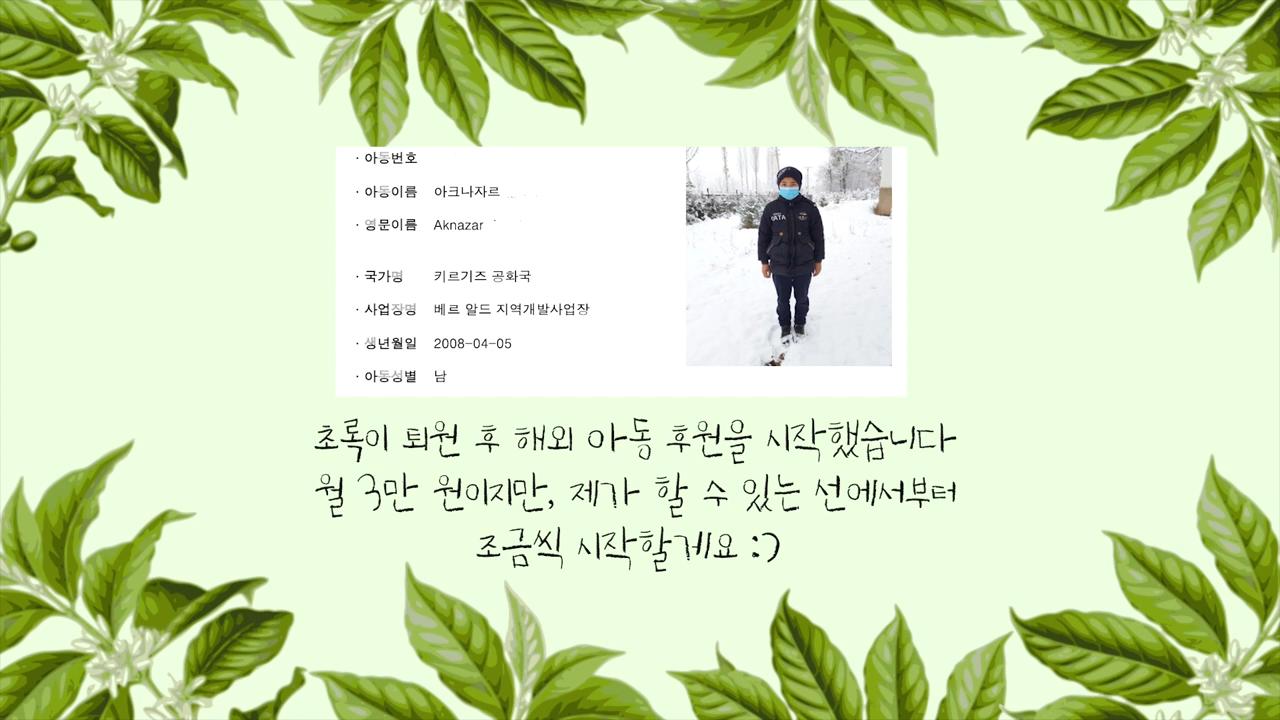 · 아동번호
· 아동이름 아크나자르
· 영문이름 Aknazar
· 국가명 키르기즈 공화국
· 사업장명 베르 알드 지역개발사업장
· 생년월일 2008-04-05
· 아동성별 남
초록이 퇴원 후 해외 아동 후원을 시작했습니다
월 3만 원이지만, 제가 할 수 있는 선에서부터
조금씩 시작할게요 :)